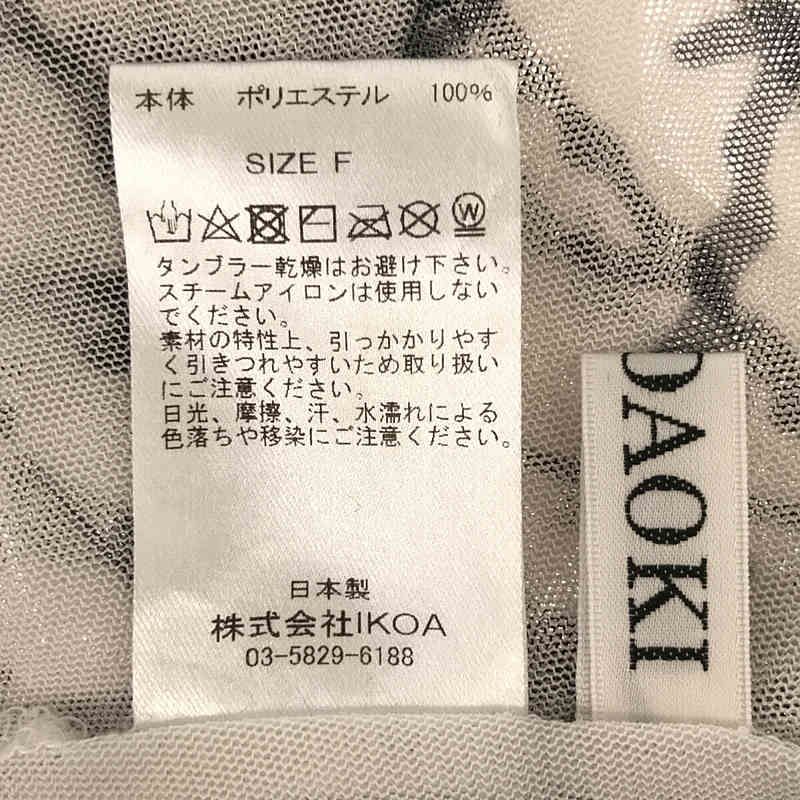 本体 ポリエステル 100%
SIZE F
W
タンブラー乾燥はお避け下さい。
スチームアイロンは使用しない
でください。
素材の特性上、引っかかりやす
く引きつれやすいため取り扱い
にご注意ください。
日光、摩擦、汗、水濡れによる
色落ちや移染にご注意ください。
日本製
株式会社IKOA
03-5829-6188
DAOKI